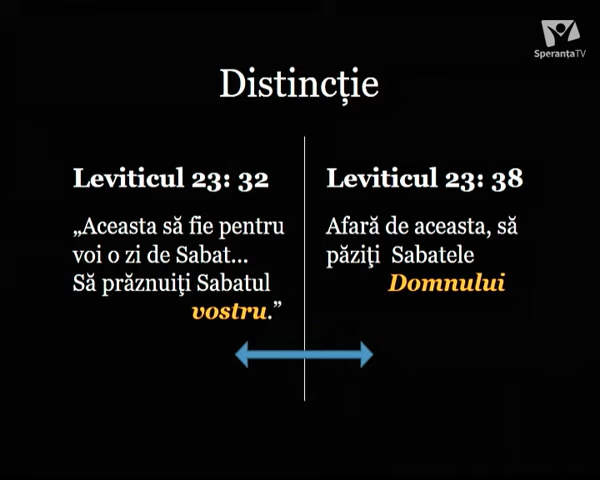 SperanțaTV
Distincție
Leviticul 23: 32
„Aceasta să fie pentru
voi o zi de Sabat...
Să prăznuiţi Sabatul
vostru.”
Leviticul 23: 38
Afară de aceasta, să
păziţi Sabatele
Domnului